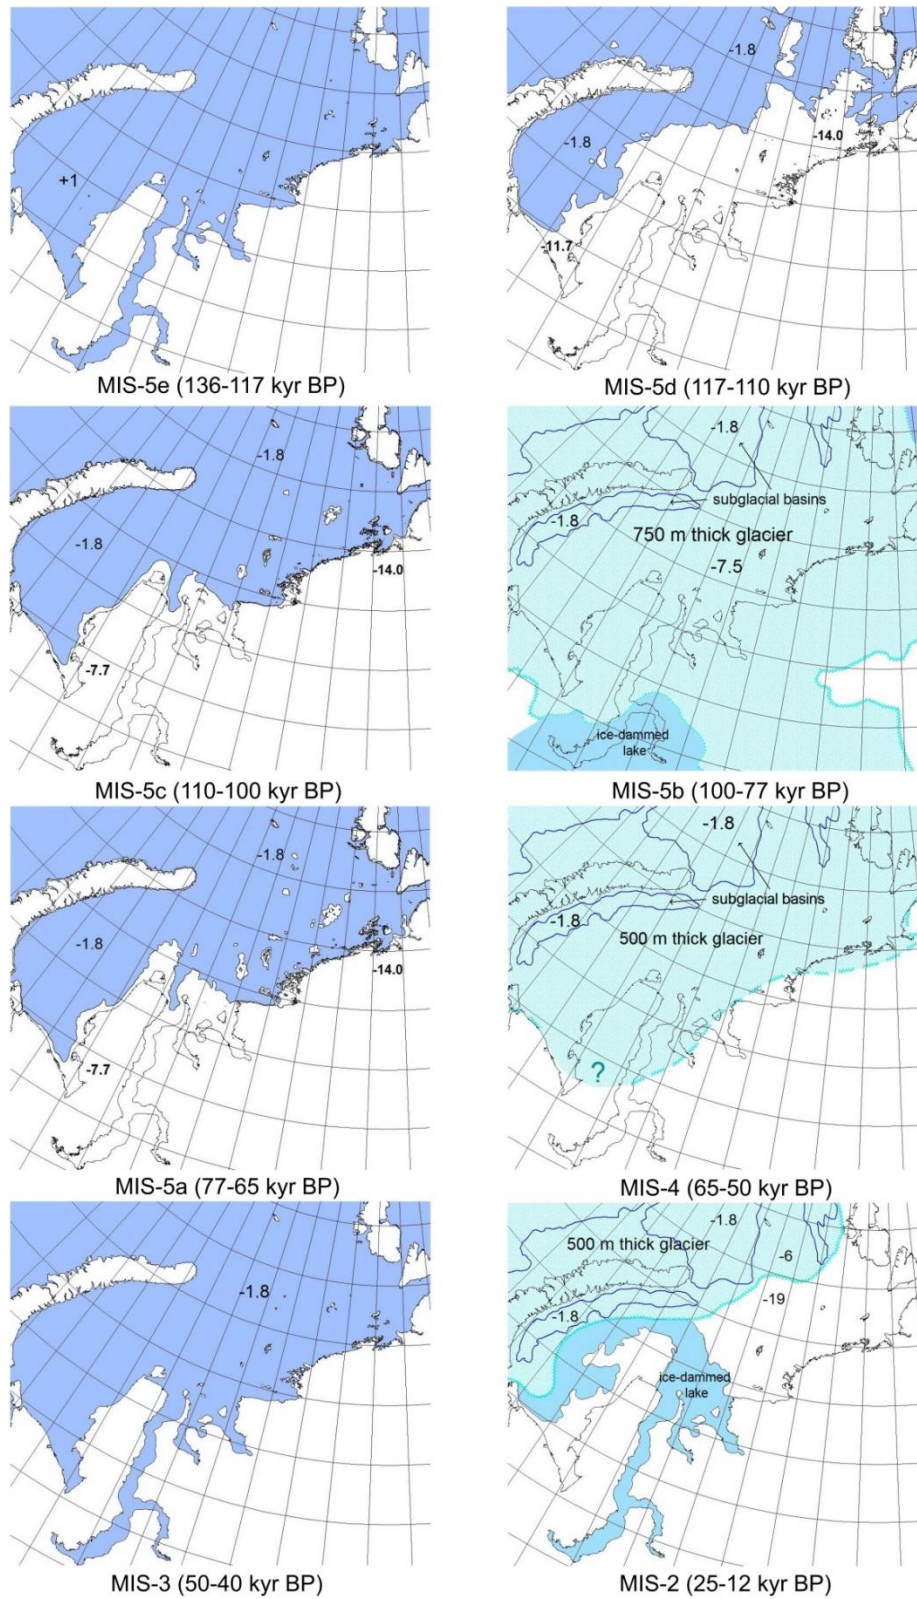 +1
MIS-5e (136-117 kyr BP)
-1.8
-1.8
-14.0
-11.7
MIS-5d (117-110 kyr BP)
-1.8
-1.8
-14.0
-7.7
MIS-5c (110-100 kyr BP)
-1.8
subglacial basins
-1.8
750 m thick glacier
-7.5
ice-dammed
lake
MIS-5b (100-77 kyr BP)
-1.8
-1.8
-14.0
-7.7
MIS-5a (77-65 kyr BP)
-1.8
subglacial basins
-1.8
500 m thick glacier
?
MIS-4 (65-50 kyr BP)
-1.8
MIS-3 (50-40 kyr BP)
-1.8
500 m thick glacier
-6
-19
-1.8
ice-dammed
lake
MIS-2 (25-12 kyr BP)